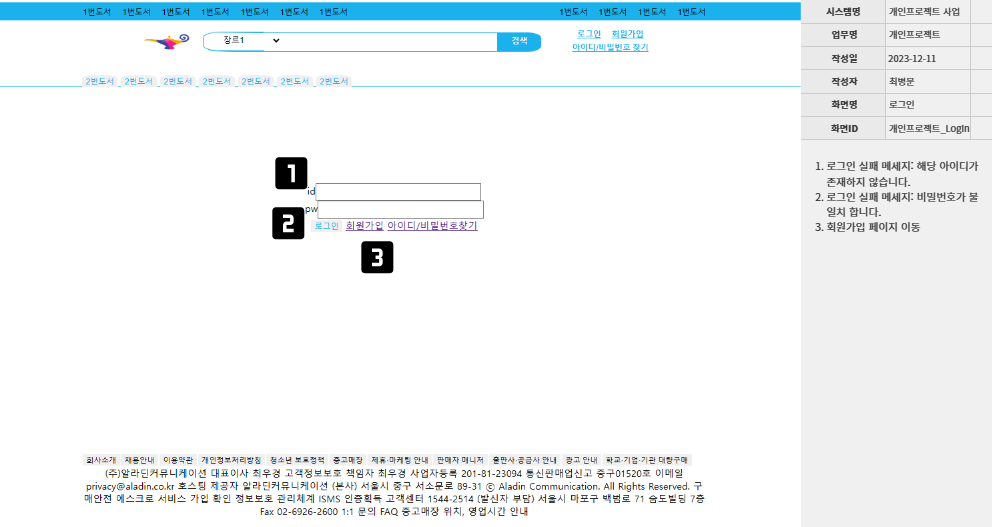 1번도서 1번도서 1번도서 1번도서 1번도서 1번도서 1번도서 1번도서 1번도서 1번도서 1번도서
장르1 검색
로그인 회원가입
아이디/비밀번호 찾기
2번도서 2번도서 2번도서 2번도서 2번도서 2번도서 2번도서
1
id
pw
2
로그인 회원가입 아이디/비밀번호찾기
3
회사소개 채용안내 이용약관 개인정보처리방침 청소년 보호정책 중고매장 제휴·마케팅 안내 판매자 매니저 출판사·공급사 안내 광고 안내 학교·기업·기관 대량구매
(주)알라딘커뮤니케이션 대표이사 최우경 고객정보보호 책임자 최우경 사업자등록 201-81-23094 통신판매업신고 중구01520호 이메일
privacy@aladin.co.kr 호스팅 제공자 알라딘커뮤니케이션 (본사) 서울시 중구 서소문로 89-31 ⓒ Aladin Communication. All Rights Reserved. 구
매안전 에스크로 서비스 가입 확인 정보보호 관리체계 ISMS 인증획득 고객센터 1544-2514 (발신자 부담) 서울시 마포구 백범로 71 숨도빌딩 7층
Fax 02-6926-2600 1:1 문의 FAQ 중고매장 위치, 영업시간 안내
시스템명 개인프로젝트 사업
업무명 개인프로젝트
작성일 2023-12-11
작성자 최병문
화면명 로그인
화면ID 개인프로젝트_Login
1. 로그인 실패 메세지: 해당 아이디가
존재하지 않습니다.
2. 로그인 실패 메세지: 비밀번호가 불
일치 합니다.
3. 회원가입 페이지 이동